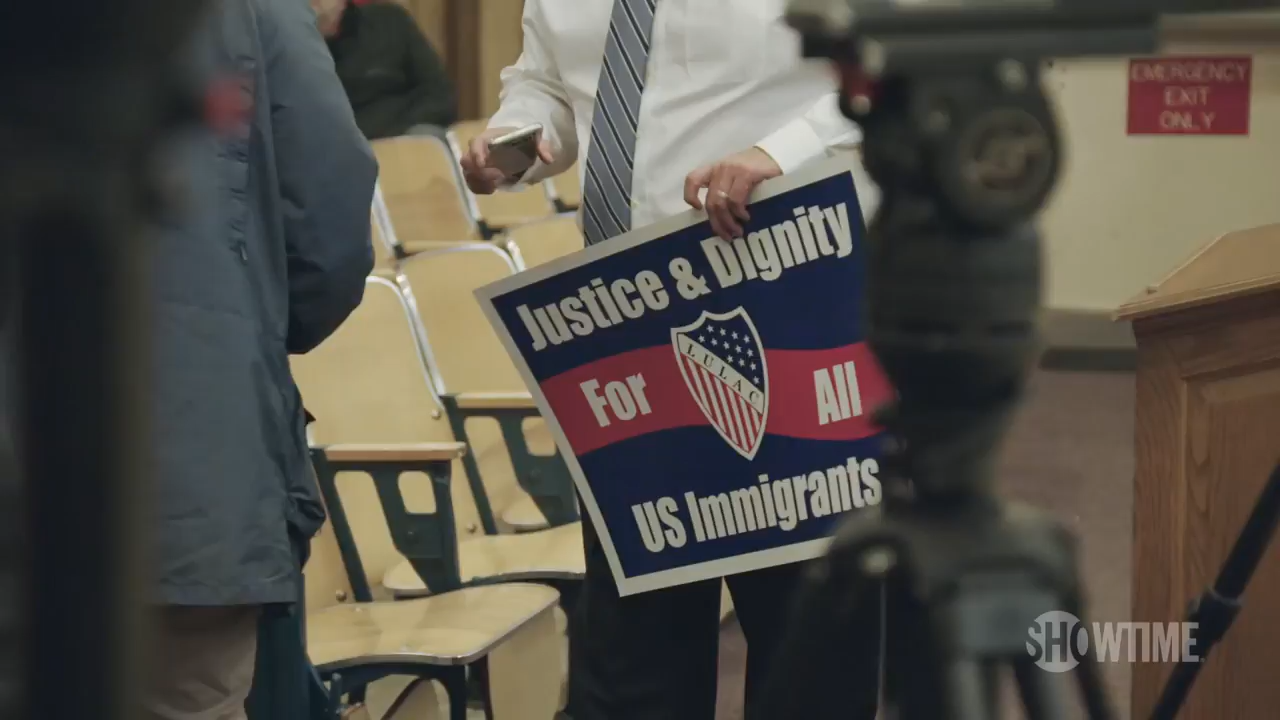 EMERGENCY
EXIT
ONLY
Justice & Dignity
LULAC
For All
US Immigrants
SHOWTIME